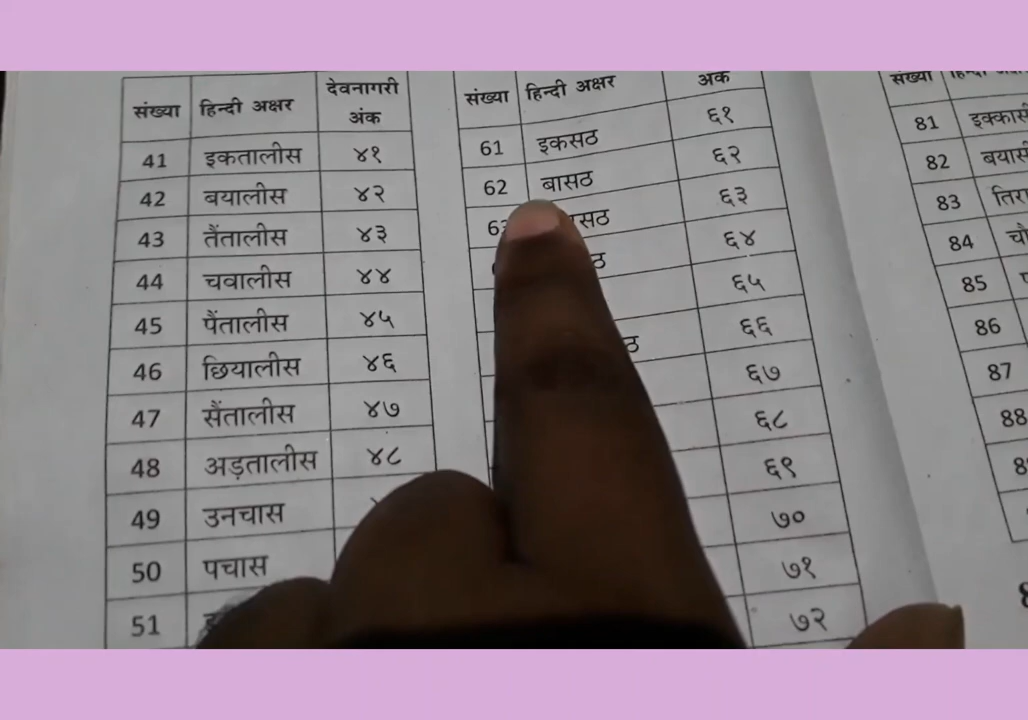 संख्या हिन्दी अक्षर देवनागरी अंक
41 इकतालीस ४१
42 बयालीस ४२
43 तैंतालीस ४३
44 चवालीस ४४
45 पैंतालीस ४५
46 छियालीस ४६
47 सैंतालीस ४७
48 अड़तालीस ४८
49 उनचास
50 पचास
51
संख्या हिन्दी अक्षर अंक
61 इकसठ ६१
62 बासठ ६२
६३
६४
६५
६६
६७
६८
६९
७०
७१
७२
संख्या
81
82
83
84
85
86
87
88